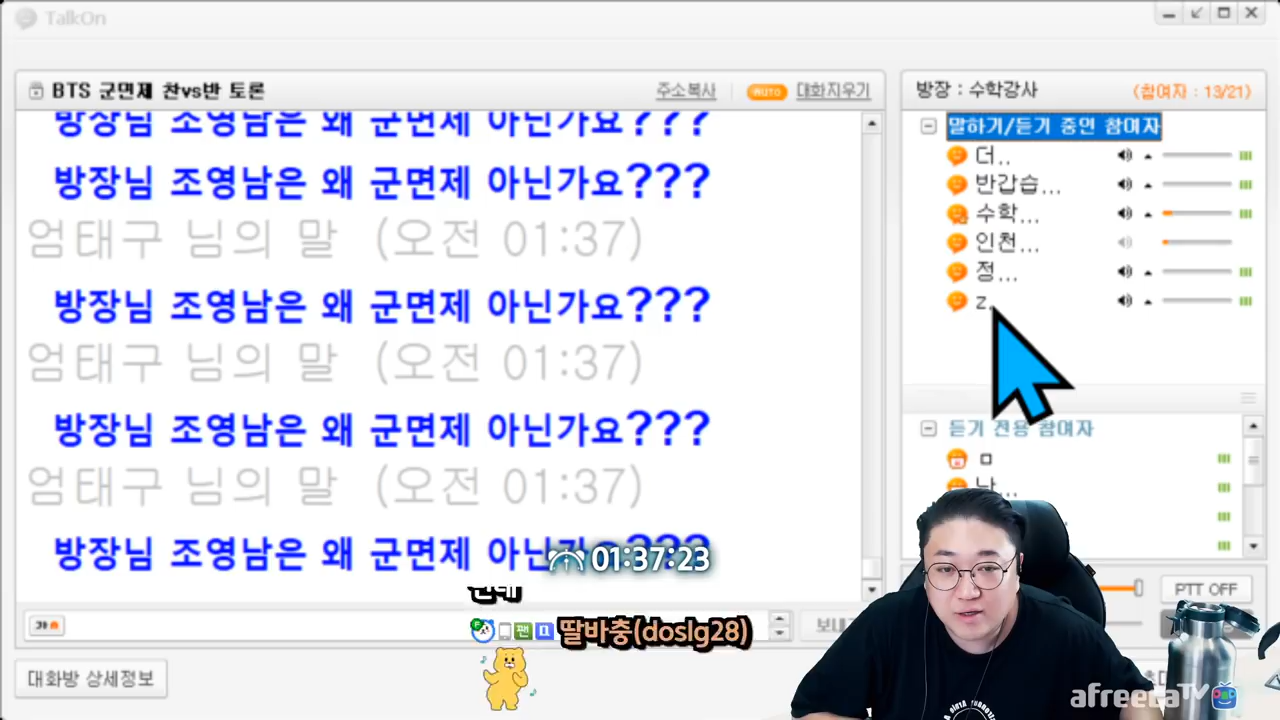 TalkOn
BTS 군면제 찬vs반 토론
주소복사
AUTO
대화지우기
방장님 조영남은 왜 군면제 아닌가요???
방장님 조영남은 왜 군면제 아닌가요???
엄태구 님의 말 (오전 01:37)
방장님 조영남은 왜 군면제 아닌가요???
엄태구 님의 말 (오전 01:37)
방장님 조영남은 왜 군면제 아닌가요???
엄태구 님의 말 (오전 01:37)
방장님 조영남은 왜 군면제 아닌가요???
01:37:23
팬
딸바충(doslg28)
가
대화방 상세정보
방장 : 수학강사
(참여자 : 13/21)
말하기/듣기 중인 참여자
더..
반갑습...
수학...
인천...
정...
z.
듣기 전용 참여자
ㅁ
PTT OFF
afreecaTV